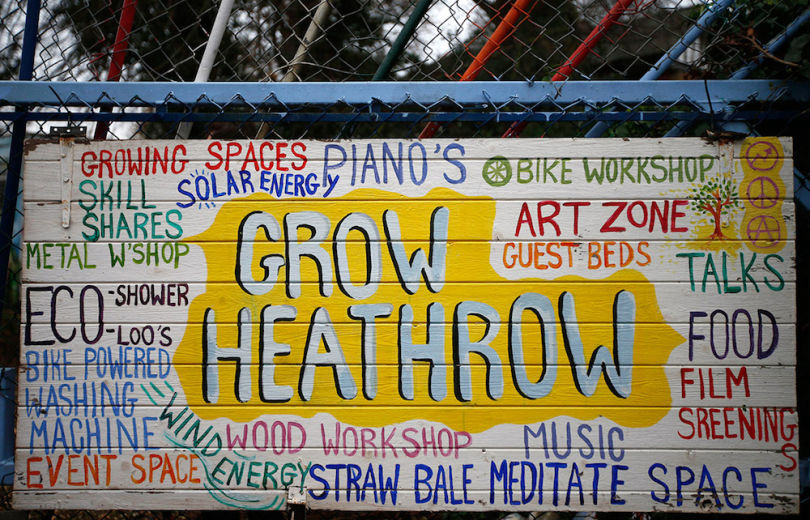 GROWING SPACES
PIANO'S
BIKE WORKSHOP
SKILL
SHARES
SOLAR ENERGY
ART ZONE
METAL W'SHOP
GUEST BEDS
TALKS
GROW
HEATHROW
ECO-SHOWER
-LOO'S
FOOD
BIKE POWERED
WASHING
MACHINE
FILM
SREENINGS
WIND
ENERGY
WOOD WORKSHOP
MUSIC
EVENT SPACE
STRAW BALE MEDITATE SPACE